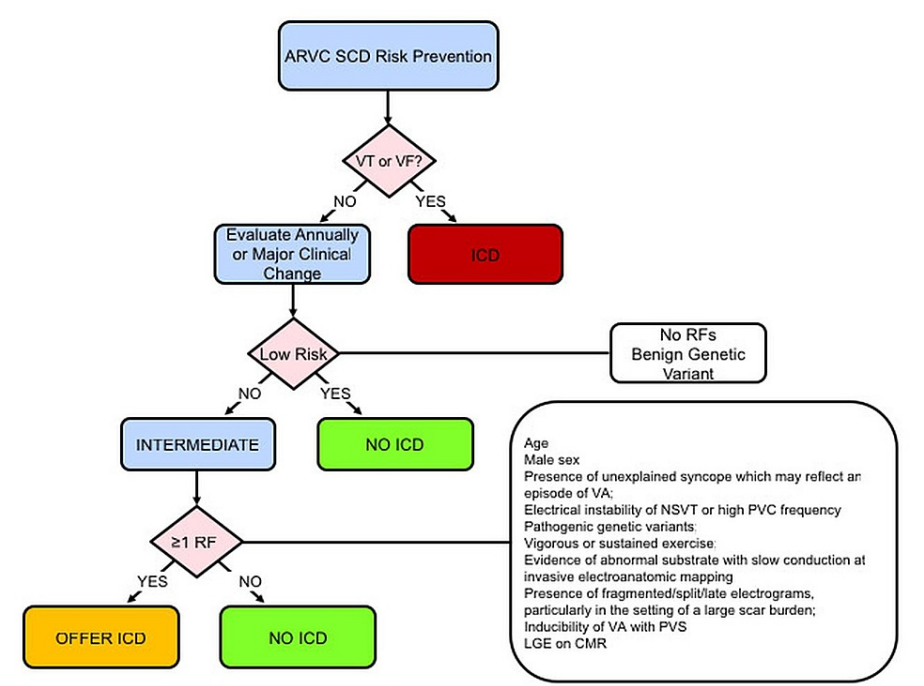 ARVC SCD Risk Prevention
VT or VF?
NO
YES
Evaluate Annually
or Major Clinical
Change
ICD
Low Risk
No RFs
Benign Genetic
Variant
NO
YES
INTERMEDIATE
NO ICD
Age
Male sex
Presence of unexplained syncope which may reflect an
episode of VA;
Electrical instability of NSVT or high PVC frequency
Pathogenic genetic variants:
Vigorous or sustained exercise:
Evidence of abnormal substrate with slow conduction at
invasive electroanatomic mapping
Presence of fragmented/split/late electrograms,
particularly in the setting of a large scar burden;
Inducibility of VA with PVS
LGE on CMR
≥1 RF
YES
NO
OFFER ICD
NO ICD